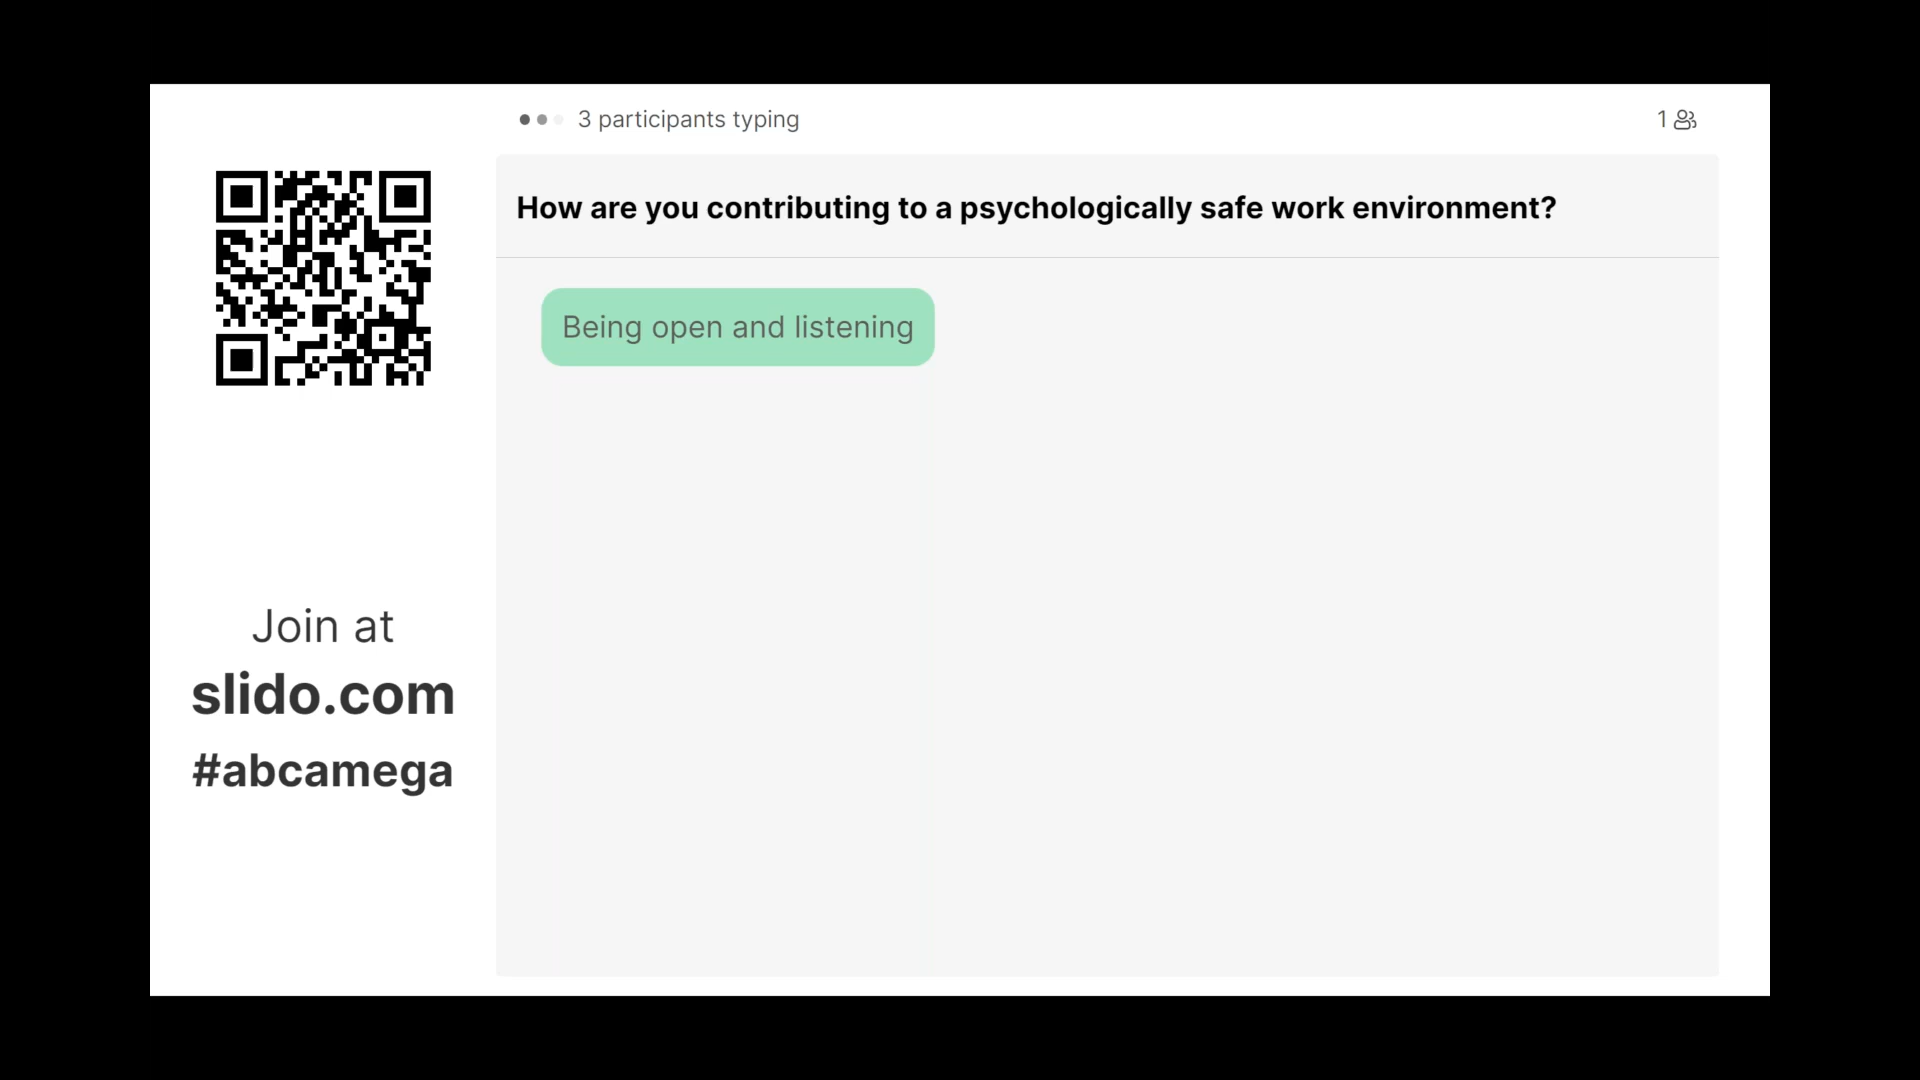 3 participants typing
1
How are you contributing to a psychologically safe work environment?
Being open and listening
Join at
slido.com
#abcamega